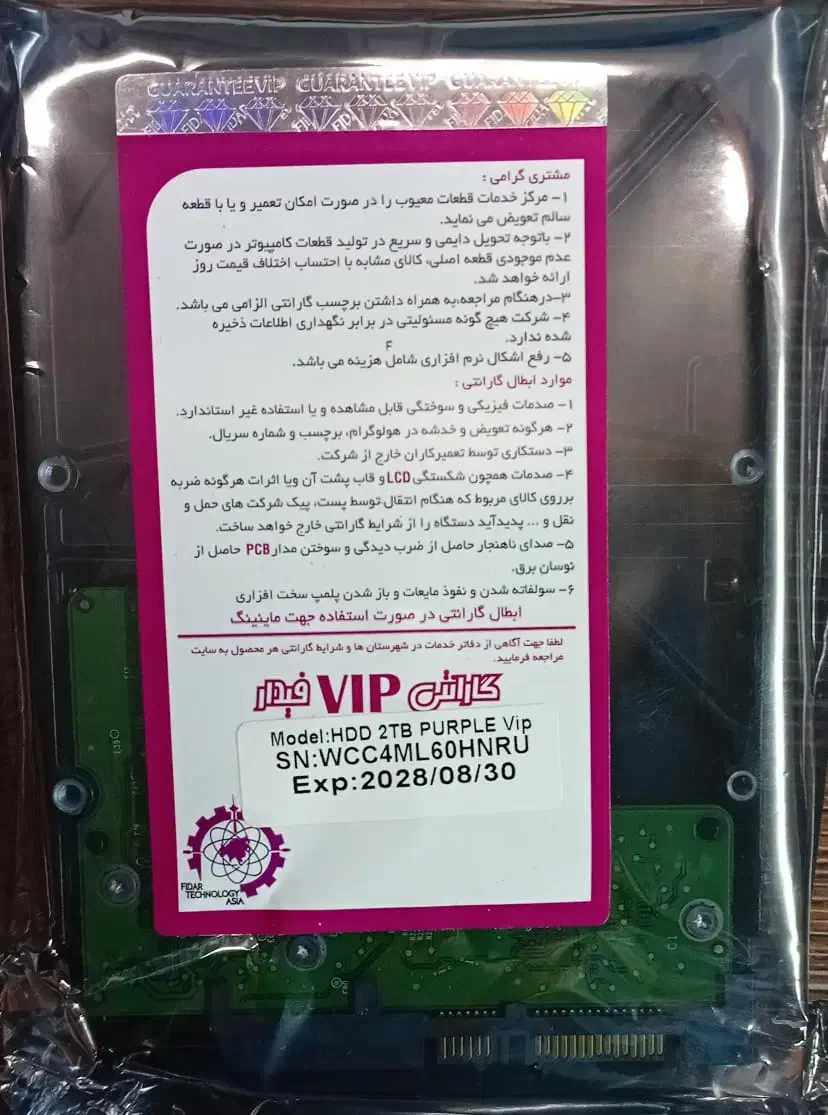 GUARANTEEVIP GUARANTEEVIP GUARANTEEVIP
مشتری گرامی :
۱- مرکز خدمات قطعات معیوب را در صورت امکان تعمیر و یا با قطعه
سالم تعویض می نماید.
۲- باتوجه تحویل دایمی و سریع در تولید قطعات کامپیوتر در صورت
عدم موجودی قطعه اصلی، کالای مشابه با احتساب اختلاف قیمت روز
ارائه خواهد شد.
۳-درهنگام مراجعه،به همراه داشتن برچسب گارانتی الزامی می باشد.
۴- شرکت هیچ گونه مسئولیتی در برابر نگهداری اطلاعات ذخیره
شده ندارد.
۵- رفع اشکال نرم افزاری شامل هزینه می باشد.
موارد ابطال گارانتی :
۱- صدمات فیزیکی و سوختگی قابل مشاهده و یا استفاده غیر استاندارد.
۲- هرگونه تعویض و خدشه در هولوگرام، برچسب و شماره سریال.
۳- دستکاری توسط تعمیرکاران خارج از شرکت.
۴- صدمات همچون شکستگی LCD و قاب پشت آن ویا اثرات هرگونه ضربه
برروی کالای مربوط که هنگام انتقال توسط پست، پیک شرکت های حمل و
نقل و ... پدیدآید دستگاه را از شرایط گارانتی خارج خواهد ساخت.
۵- صدای ناهنجار حاصل از ضرب دیدگی و سوختن مدار PCB حاصل از
نوسان برق.
۶- سولفاته شدن و نفوذ مایعات و باز شدن پلمپ سخت افزاری
ابطال گارانتی در صورت استفاده جهت ماینینگ
لطفا جهت آگاهی از دفاتر خدمات در شهرستان ها و شرایط گارانتی هر محصول به سایت
مراجعه فرمایید.
گارانتی VIP فیدار
Model:HDD 2TB PURPLE Vip
SN:WCC4ML60HNRU
Exp:2028/08/30
FIDAR
TECHNOLOGY
ASIA
C1